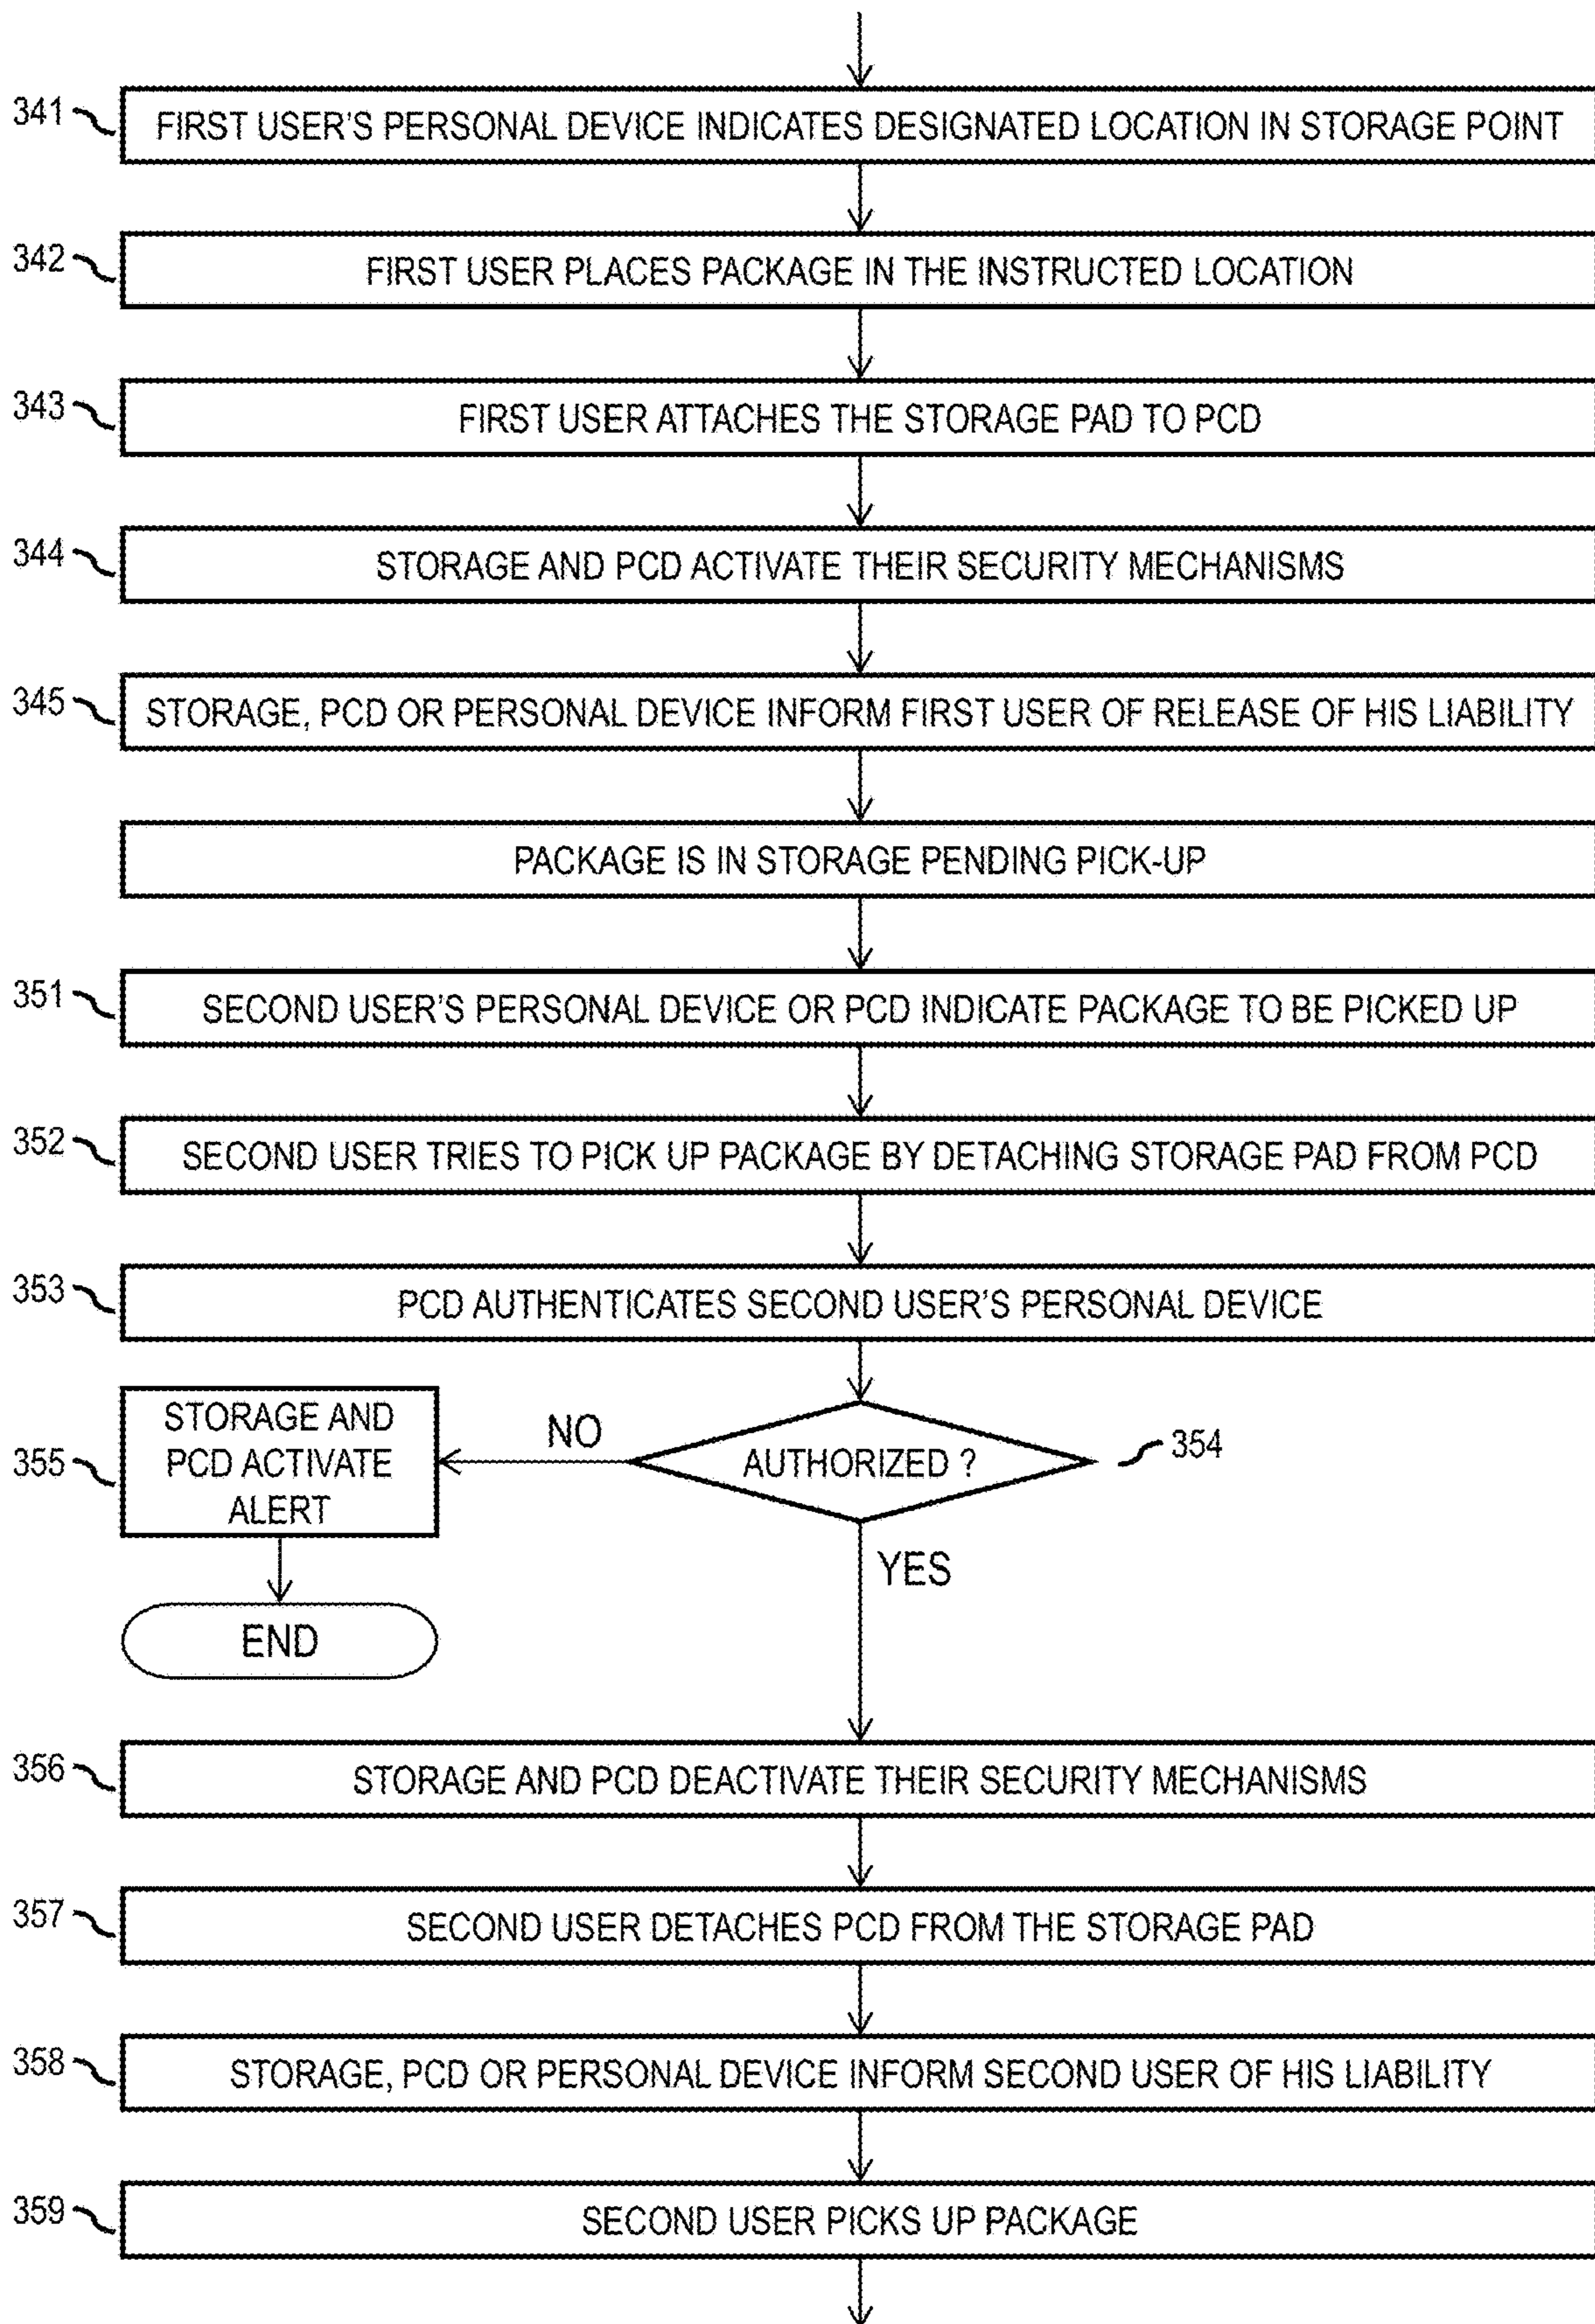 341
FIRST USER'S PERSONAL DEVICE INDICATES DESIGNATED LOCATION IN STORAGE POINT
342
FIRST USER PLACES PACKAGE IN THE INSTRUCTED LOCATION
343
FIRST USER ATTACHES THE STORAGE PAD TO PCD
344
STORAGE AND PCD ACTIVATE THEIR SECURITY MECHANISMS
345
STORAGE, PCD OR PERSONAL DEVICE INFORM FIRST USER OF RELEASE OF HIS LIABILITY
PACKAGE IS IN STORAGE PENDING PICK-UP
351
SECOND USER'S PERSONAL DEVICE OR PCD INDICATE PACKAGE TO BE PICKED UP
352
SECOND USER TRIES TO PICK UP PACKAGE BY DETACHING STORAGE PAD FROM PCD
353
PCD AUTHENTICATES SECOND USER'S PERSONAL DEVICE
AUTHORIZED ?
354
NO
355
STORAGE AND
PCD ACTIVATE
ALERT
END
YES
356
STORAGE AND PCD DEACTIVATE THEIR SECURITY MECHANISMS
357
SECOND USER DETACHES PCD FROM THE STORAGE PAD
358
STORAGE, PCD OR PERSONAL DEVICE INFORM SECOND USER OF HIS LIABILITY
359
SECOND USER PICKS UP PACKAGE